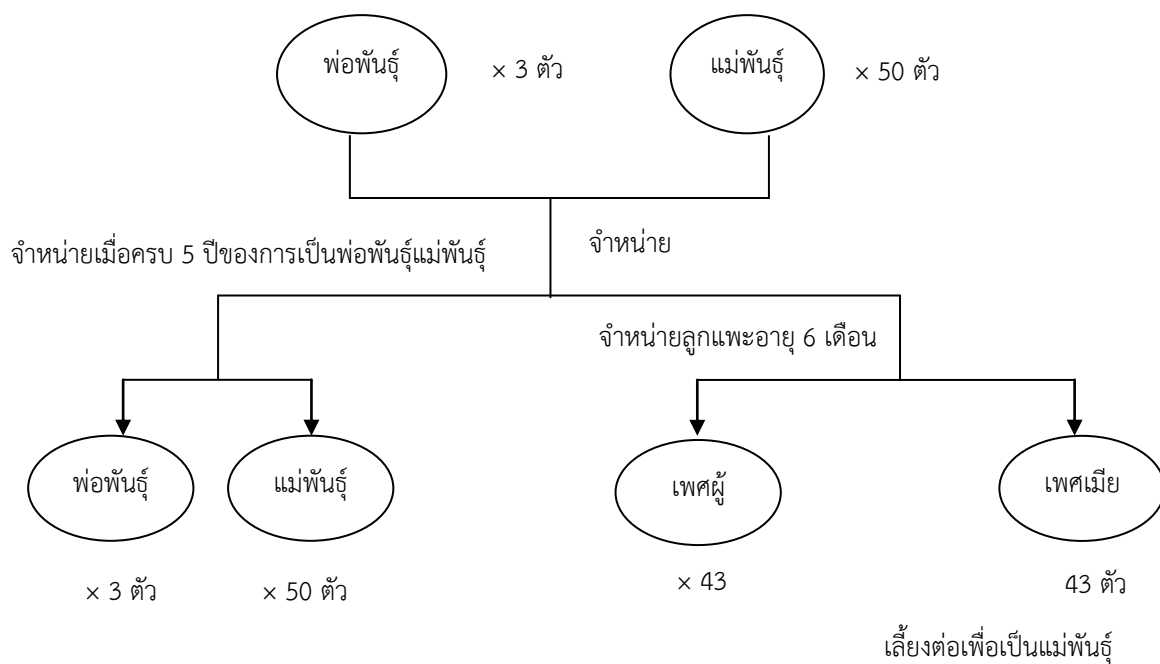 พ่อพันธุ์
× 3 ตัว
แม่พันธุ์
× 50 ตัว
จำหน่ายเมื่อครบ 5 ปีของการเป็นพ่อพันธุ์แม่พันธุ์
จำหน่าย
จำหน่ายลูกแพะอายุ 6 เดือน
พ่อพันธุ์
แม่พันธุ์
เพศผู้
เพศเมีย
× 3 ตัว
× 50 ตัว
× 43
43 ตัว
เลี้ยงต่อเพื่อเป็นแม่พันธุ์